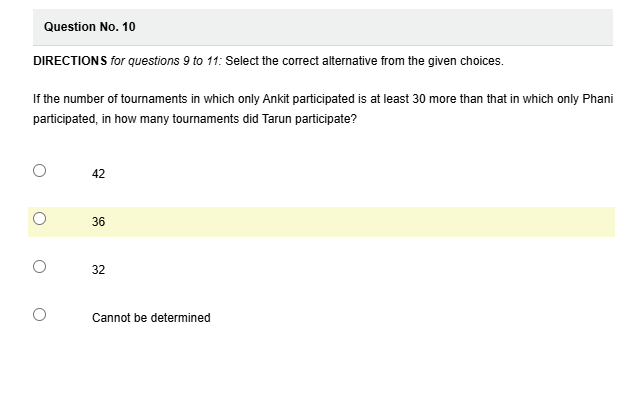 Question No. 10
DIRECTIONS for questions 9 to 11: Select the correct alternative from the given choices.
If the number of tournaments in which only Ankit participated is at least 30 more than that in which only Phani
participated, in how many tournaments did Tarun participate?
42
36
32
Cannot be determined